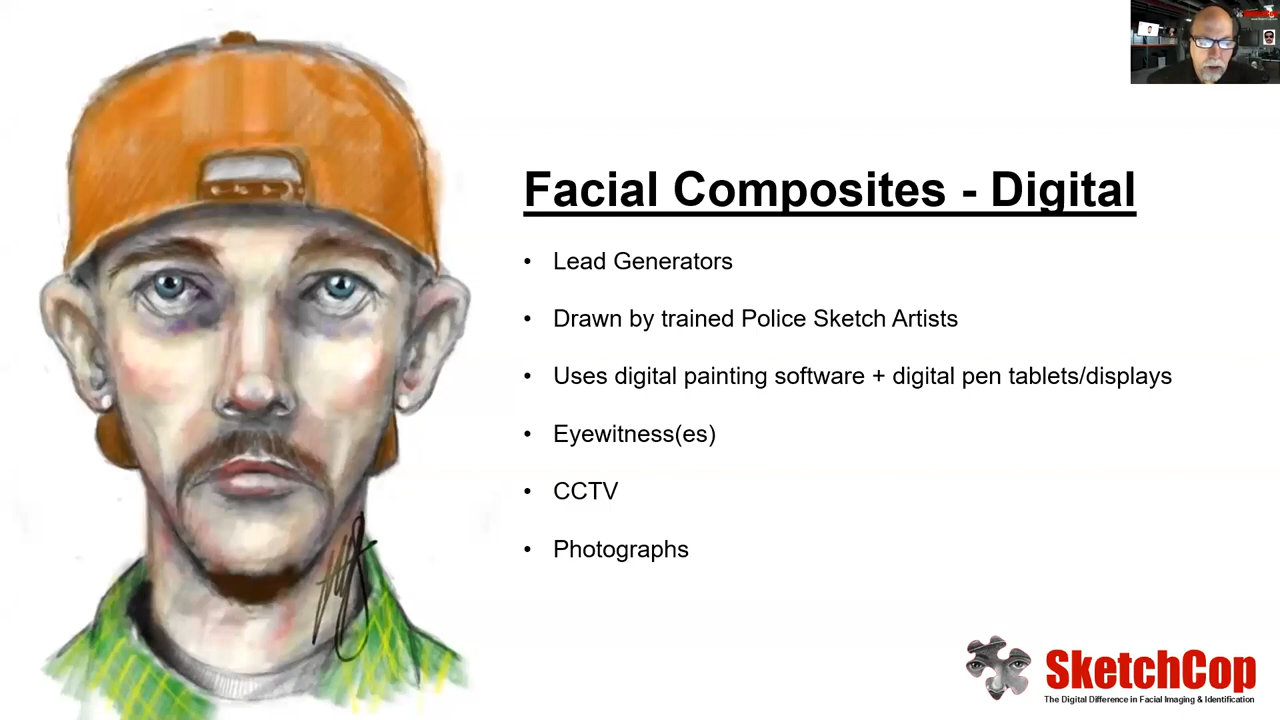 Facial Composites - Digital
• Lead Generators
• Drawn by trained Police Sketch Artists
• Uses digital painting software + digital pen tablets/displays
• Eyewitness(es)
• CCTV
• Photographs
SketchCop
The Digital Difference in Facial Imaging & Identification